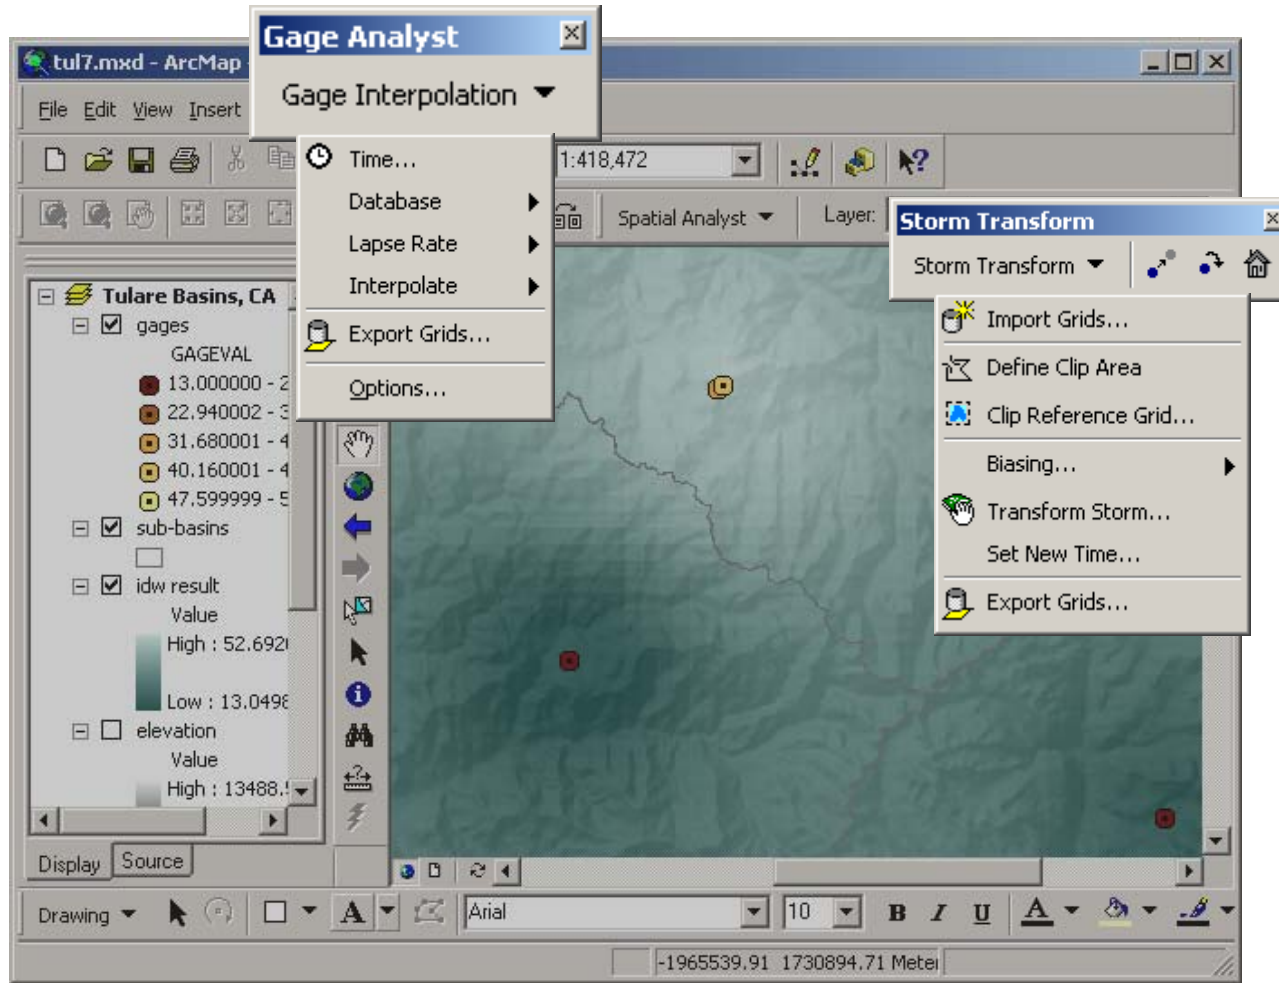 Gage Analyst
Gage Interpolation
tul7.mxd - ArcMap
File Edit View Insert
Time...
Database
Lapse Rate
Interpolate
Export Grids...
Options...
1:418,472
Spatial Analyst
Layer:
Storm Transform
Storm Transform
Import Grids...
Define Clip Area
Clip Reference Grid...
Biasing...
Transform Storm...
Set New Time...
Export Grids...
Tulare Basins, CA
gages
GAGEVAL
13.000000 - 2
22.940002 - 3
31.680001 - 4
40.160001 - 4
47.599999 - 5
sub-basins
idw result
Value
High : 52.692
Low : 13.0498
elevation
Value
High : 13488.
Display Source
Drawing A Arial 10 B I U A
-1965539.91 1730894.71 Meter